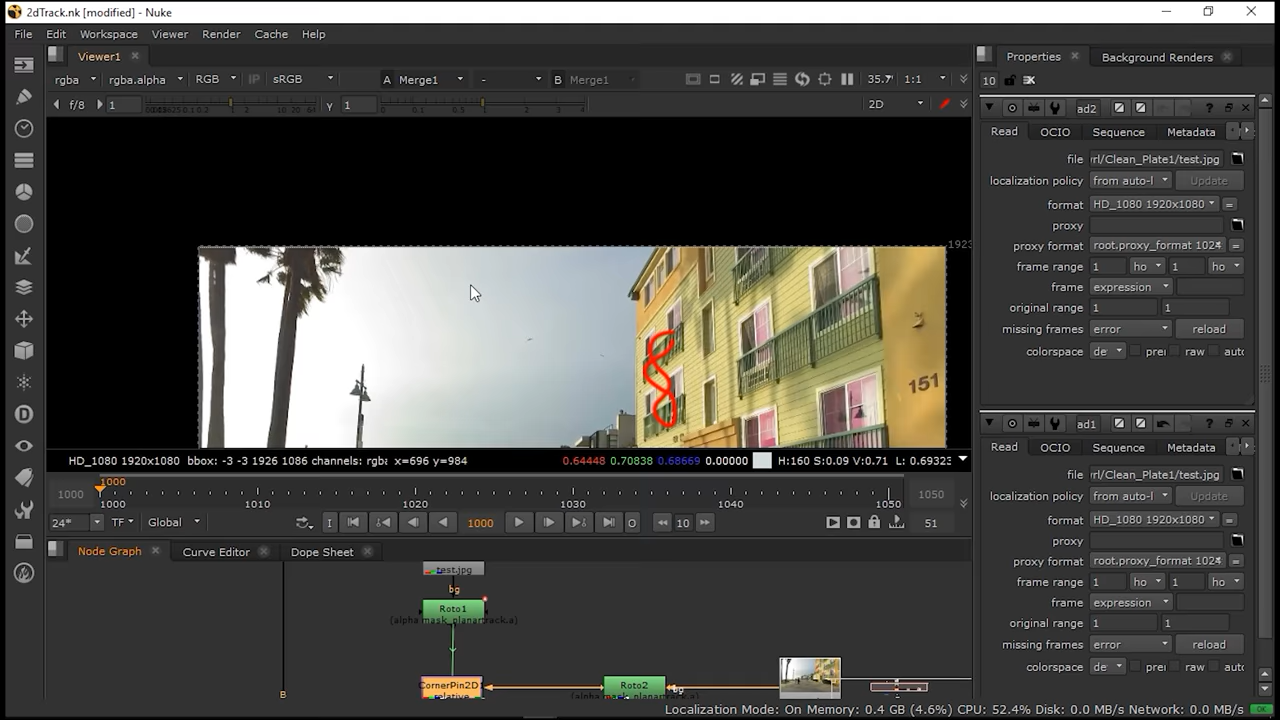 2dTrack.nk [modified] - Nuke
File Edit Workspace Viewer Render Cache Help
Viewer1
Properties
Background Renders
rgba rgba.alpha RGB IP sRGB A Merge1 - B Merge1 1:1
10
f/8 1 γ 1 2D
ad2
Read OCIO Sequence Metadata
file rl/Clean_Plate1/test.jpg
localization policy from auto-l Update
format HD_1080 1920x1080 =
proxy
proxy format root.proxy_format 1024 =
frame range 1 ho 1 ho
frame expression
original range 1 1
missing frames error reload
colorspace de raw
151
ad1
Read OCIO Sequence Metadata
file rl/Clean_Plate1/test.jpg
localization policy from auto-l Update
format HD_1080 1920x1080 =
proxy
proxy format root.proxy_format 1024 =
frame range 1 ho 1 ho
frame expression
original range 1 1
missing frames error reload
colorspace de raw
HD_1080 1920x1080 bbox: -3 -3 1926 1086 channels: rgb x=696 y=984 0.64448 0.70838 0.68669 0.00000 H:160 S:0.09 V:0.71 L: 0.69323
1000
1000 1000 1010 1020 1030 1040 1050 1050
24* TF Global I 1000 O 10 51
Node Graph Curve Editor Dope Sheet
test.jpg
bg
Roto1
(alpha mask_planartrack.a)
CornerPin2D1
relative
Roto2
bg
B
Localization Mode: On Memory: 0.4 GB (4.6%) CPU: 52.4% Disk: 0.0 MB/s Network: 0.0 MB/s